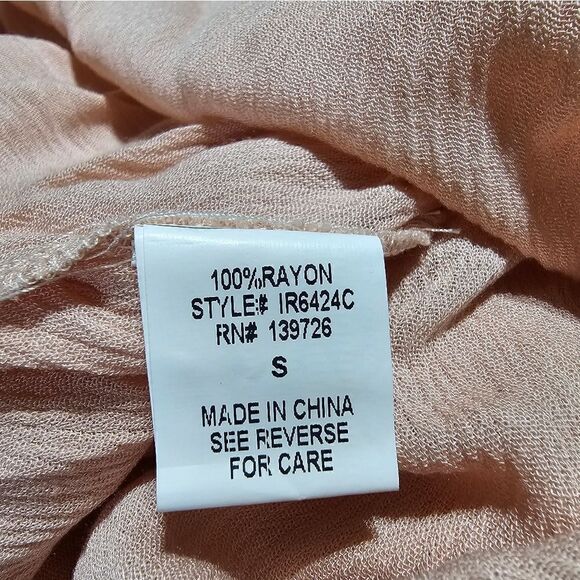 100%RAYON
STYLE# IR6424C
RN# 139726
S
MADE IN CHINA
SEE REVERSE
FOR CARE